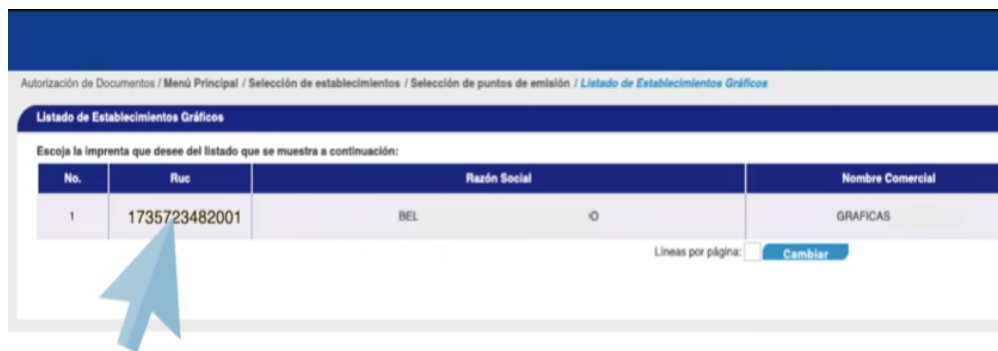 Autorización de Documentos / Menú Principal / Selección de establecimientos / Selección de puntos de emisión / Listado de Establecimientos Gráficos
Listado de Establecimientos Gráficos
Escoja la imprenta que desee del listado que se muestra a continuación:
No. Ruc Razón Social Nombre Comercial
1 1735723482001 BEL O GRAFICAS
Lineas por página: Cambiar